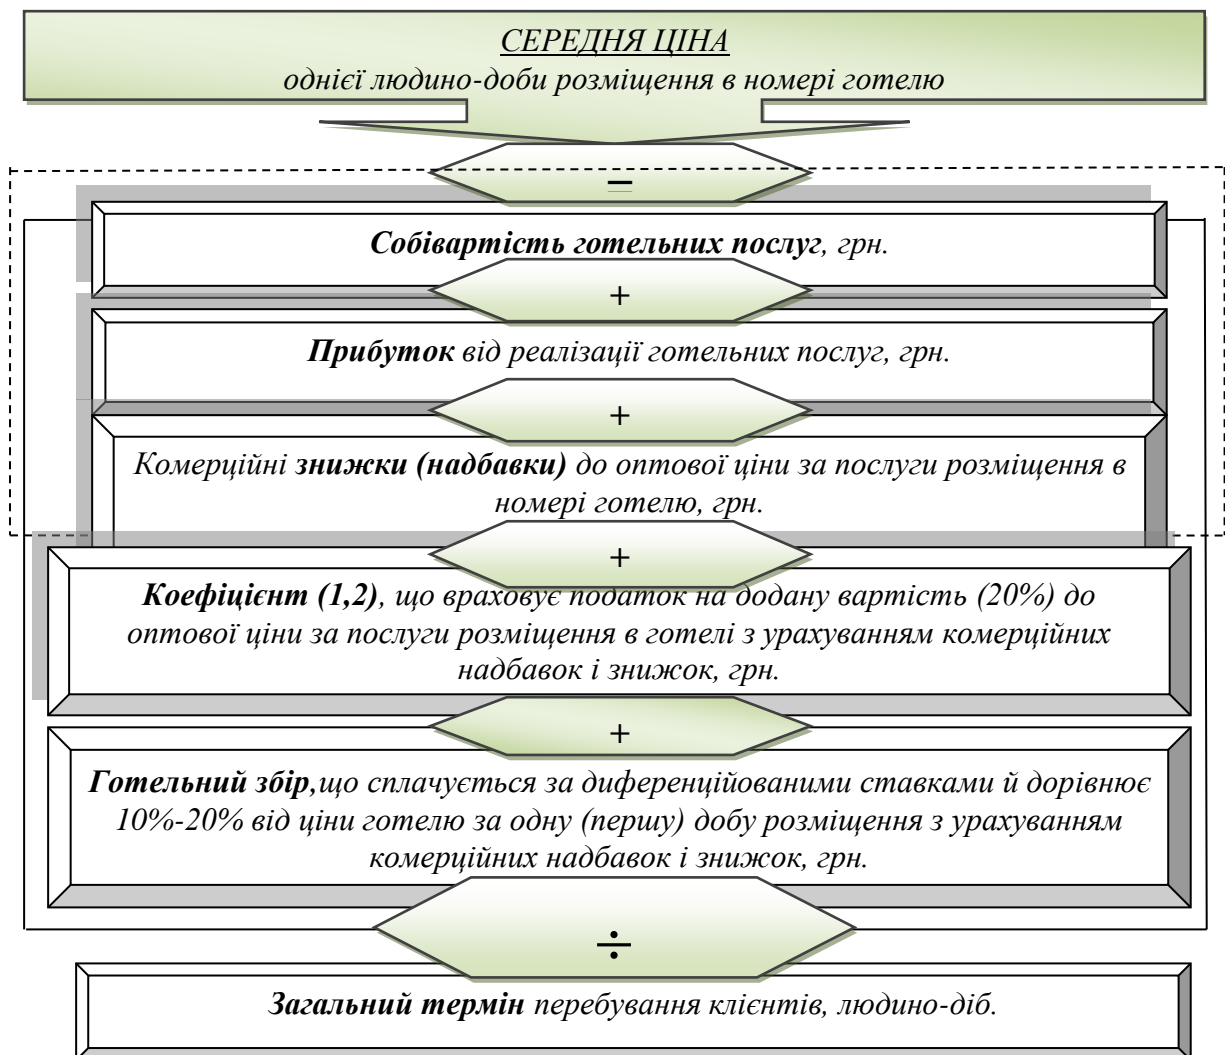 СЕРЕДНЯ ЦІНА
однієї людино-доби розміщення в номері готелю
=
Собівартість готельних послуг, грн.
+
Прибуток від реалізації готельних послуг, грн.
+
Комерційні знижки (надбавки) до оптової ціни за послуги розміщення в
номері готелю, грн.
+
Коефіцієнт (1,2), що враховує податок на додану вартість (20%) до
оптової ціни за послуги розміщення в готелі з урахуванням комерційних
надбавок і знижок, грн.
+
Готельний збір,що сплачується за диференційованими ставками й дорівнює
10%-20% від ціни готелю за одну (першу) добу розміщення з урахуванням
комерційних надбавок і знижок, грн.
÷
Загальний термін перебування клієнтів, людино-діб.